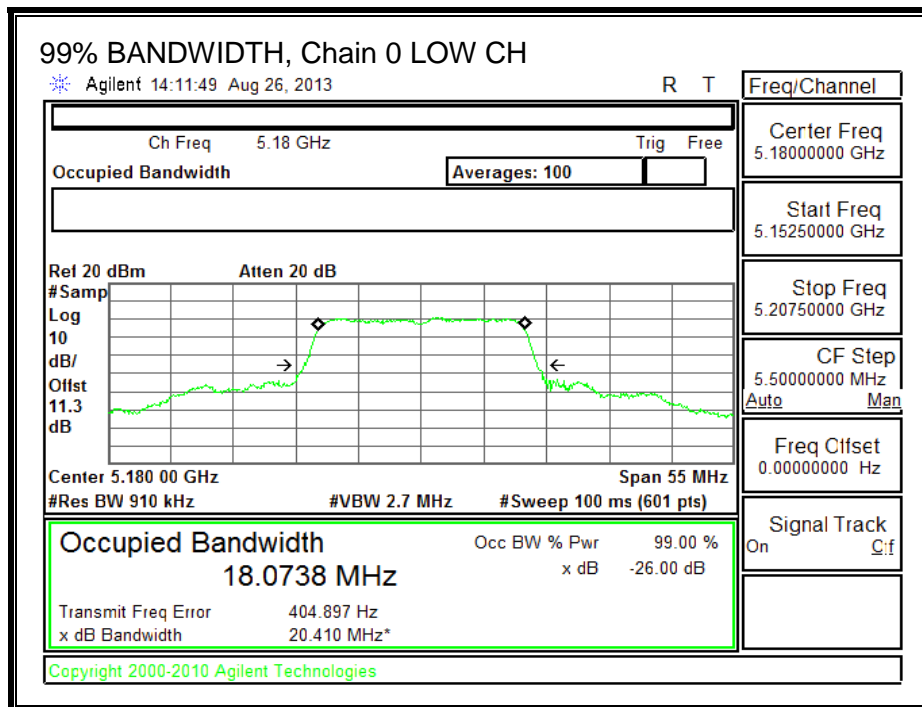 99% BANDWIDTH, Chain 0 LOW CH
Agilent 14:11:49 Aug 26, 2013 R T
Freq/Channel
Ch Freq 5.18 GHz Trig Free
Occupied Bandwidth Averages: 100
Center Freq
5.18000000 GHz
Start Freq
5.15250000 GHz
Stop Freq
5.20750000 GHz
CF Step
5.50000000 MHz
Auto Man
Freq Offset
0.00000000 Hz
Signal Track
On Off
Ref 20 dBm Atten 20 dB
#Samp
Log
10
dB/
Offst
11.3
dB
Center 5.180 00 GHz Span 55 MHz
#Res BW 910 kHz #VBW 2.7 MHz #Sweep 100 ms (601 pts)
Occupied Bandwidth
18.0738 MHz
Occ BW % Pwr 99.00 %
x dB -26.00 dB
Transmit Freq Error 404.897 Hz
x dB Bandwidth 20.410 MHz*
Copyright 2000-2010 Agilent Technologies